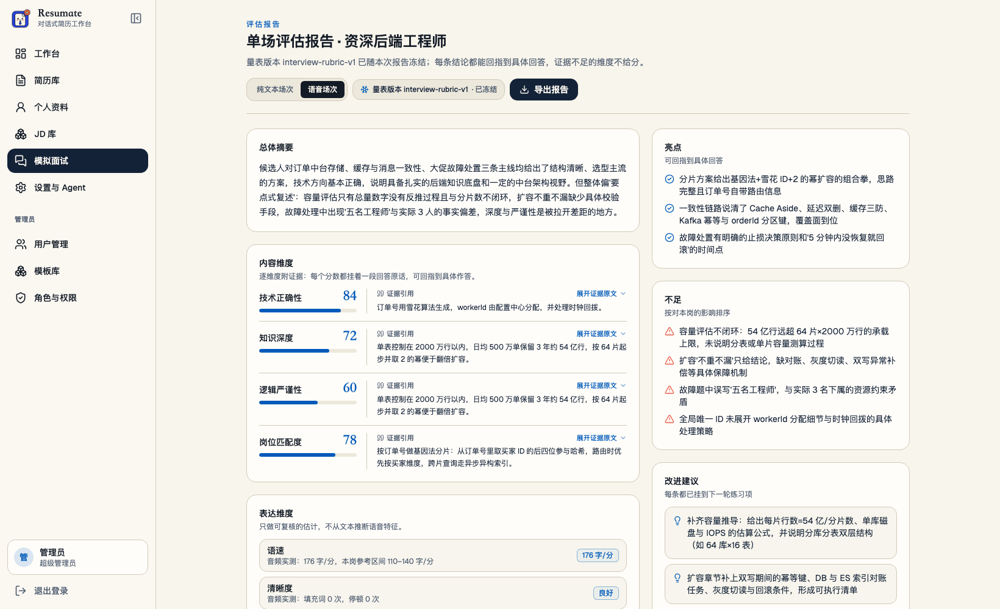 Resumate
对话式简历工作台
工作台
简历库
个人资料
JD 库
模拟面试
设置与 Agent
管理员
用户管理
模板库
角色与权限
管
管理员
超级管理员
退出登录
评估报告
单场评估报告 · 资深后端工程师
量表版本 interview-rubric-v1 已随本次报告冻结；每条结论都能回指到具体回答，证据不足的维度不给分。
纯文本场次
语音场次
量表版本 interview-rubric-v1 · 已冻结
导出报告
总体摘要
候选人对订单中台存储、缓存与消息一致性、大促故障处置三条主线均给出了结构清晰、选型主流
的方案，技术方向基本正确，说明具备扎实的后端知识底盘和一定的中台架构视野。但整体偏'要
点式复述'：容量评估只有总量数字没有反推过程且与分片数不闭环，扩容不重不漏缺少具体校验
手段，故障处理中出现'五名工程师'与实际 3 人的事实偏差，深度与严谨性是被拉开差距的地方。
内容维度
逐维度附证据：每个分数都挂着一段回答原话，可回指到具体作答。
技术正确性
84
证据引用
展开证据原文
订单号用雪花算法生成，workerId 由配置中心分配，并处理时钟回拨。
知识深度
72
证据引用
展开证据原文
单表控制在 2000 万行以内，日均 500 万单保留 3 年约 54 亿行，按 64 片起
步并取 2 的幂便于翻倍扩容。
逻辑严谨性
60
证据引用
展开证据原文
单表控制在 2000 万行以内，日均 500 万单保留 3 年约 54 亿行，按 64 片起
步并取 2 的幂便于翻倍扩容。
岗位匹配度
78
证据引用
展开证据原文
按订单号做基因法分片：从订单号里取买家 ID 的后四位参与哈希，路由时优
先按买家维度，跨片查询走异步异构索引。
表达维度
只做可复核的估计，不从文本推断语音特征。
语速
音频实测：176 字/分，本岗参考区间 110–140 字/分
176 字/分
清晰度
音频实测：填充词 0 次，停顿 0 次
良好
亮点
可回指到具体回答
分片方案给出基因法+雪花 ID+2 的幂扩容的组合拳，思路
完整且订单号自带路由信息
一致性链路说清了 Cache Aside、延迟双删、缓存三防、
Kafka 幂等与 orderId 分区键，覆盖面到位
故障处置有明确的止损决策原则和'5 分钟内没恢复就回
滚'的时间点
不足
按对本岗的影响排序
容量评估不闭环：54 亿行远超 64 片×2000 万行的承载
上限，未说明分表或单片容量测算过程
扩容'不重不漏'只给结论，缺对账、灰度切读、双写异常补
偿等具体保障机制
故障题中误写'五名工程师'，与实际 3 名下属的资源约束矛
盾
全局唯一 ID 未展开 workerId 分配细节与时钟回拨的具体
处理策略
改进建议
每条都已挂到下一轮练习项
补齐容量推导：给出每片行数=54 亿/分片数、单库磁
盘与 IOPS 的估算公式，并说明分库分表双层结构
（如 64 库×16 表）
扩容章节补上双写期间的幂等键、DB 与 ES 索引对账
任务、灰度切读与回滚条件，形成可执行清单